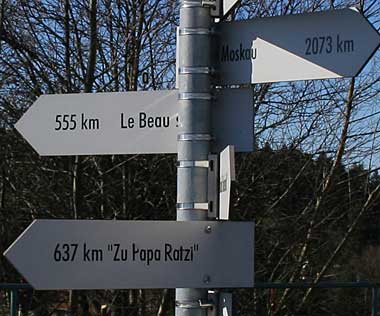 Moskau 2073 km
555 km Le Beau
637 km "Zu Papa Ratzi"